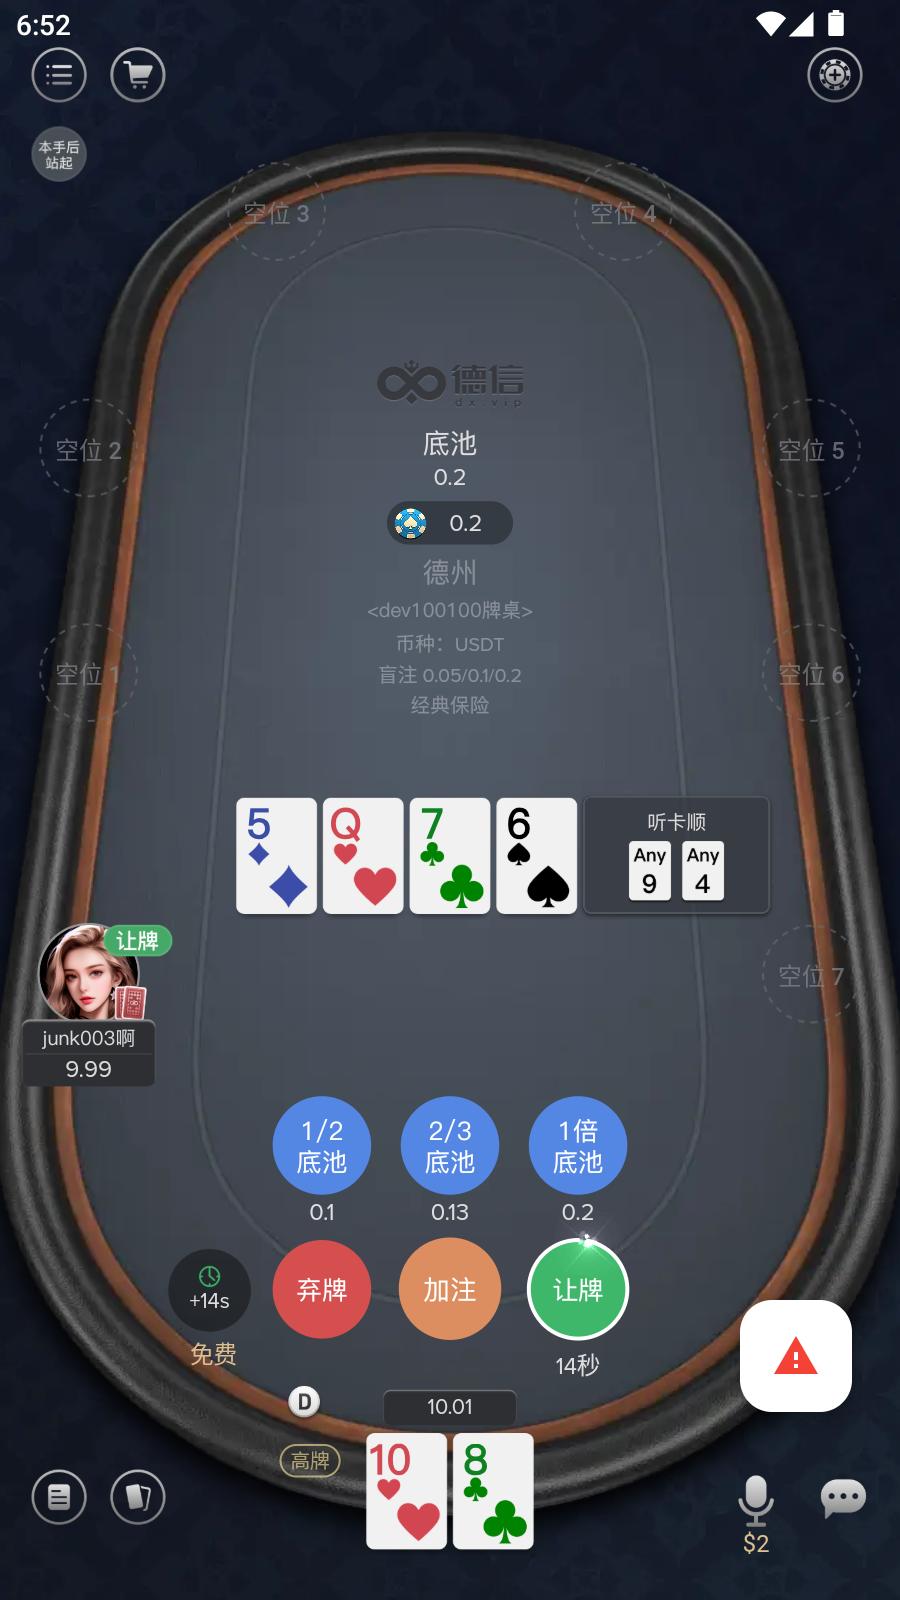 6:52
本手后
站起
空位 3
空位 4
德信
dx.vip
空位 2
底池
空位 5
0.2
0.2
德州
<dev100100牌桌>
币种：USDT
空位 1
盲注 0.05/0.1/0.2
空位 6
经典保险
5
Q
7
6
听卡顺
Any
9
Any
4
让牌
空位 7
junk003啊
9.99
1/2
底池
2/3
底池
1倍
底池
0.1
0.13
0.2
+14s
弃牌
加注
让牌
免费
14秒
D
10.01
高牌
10
8
$2